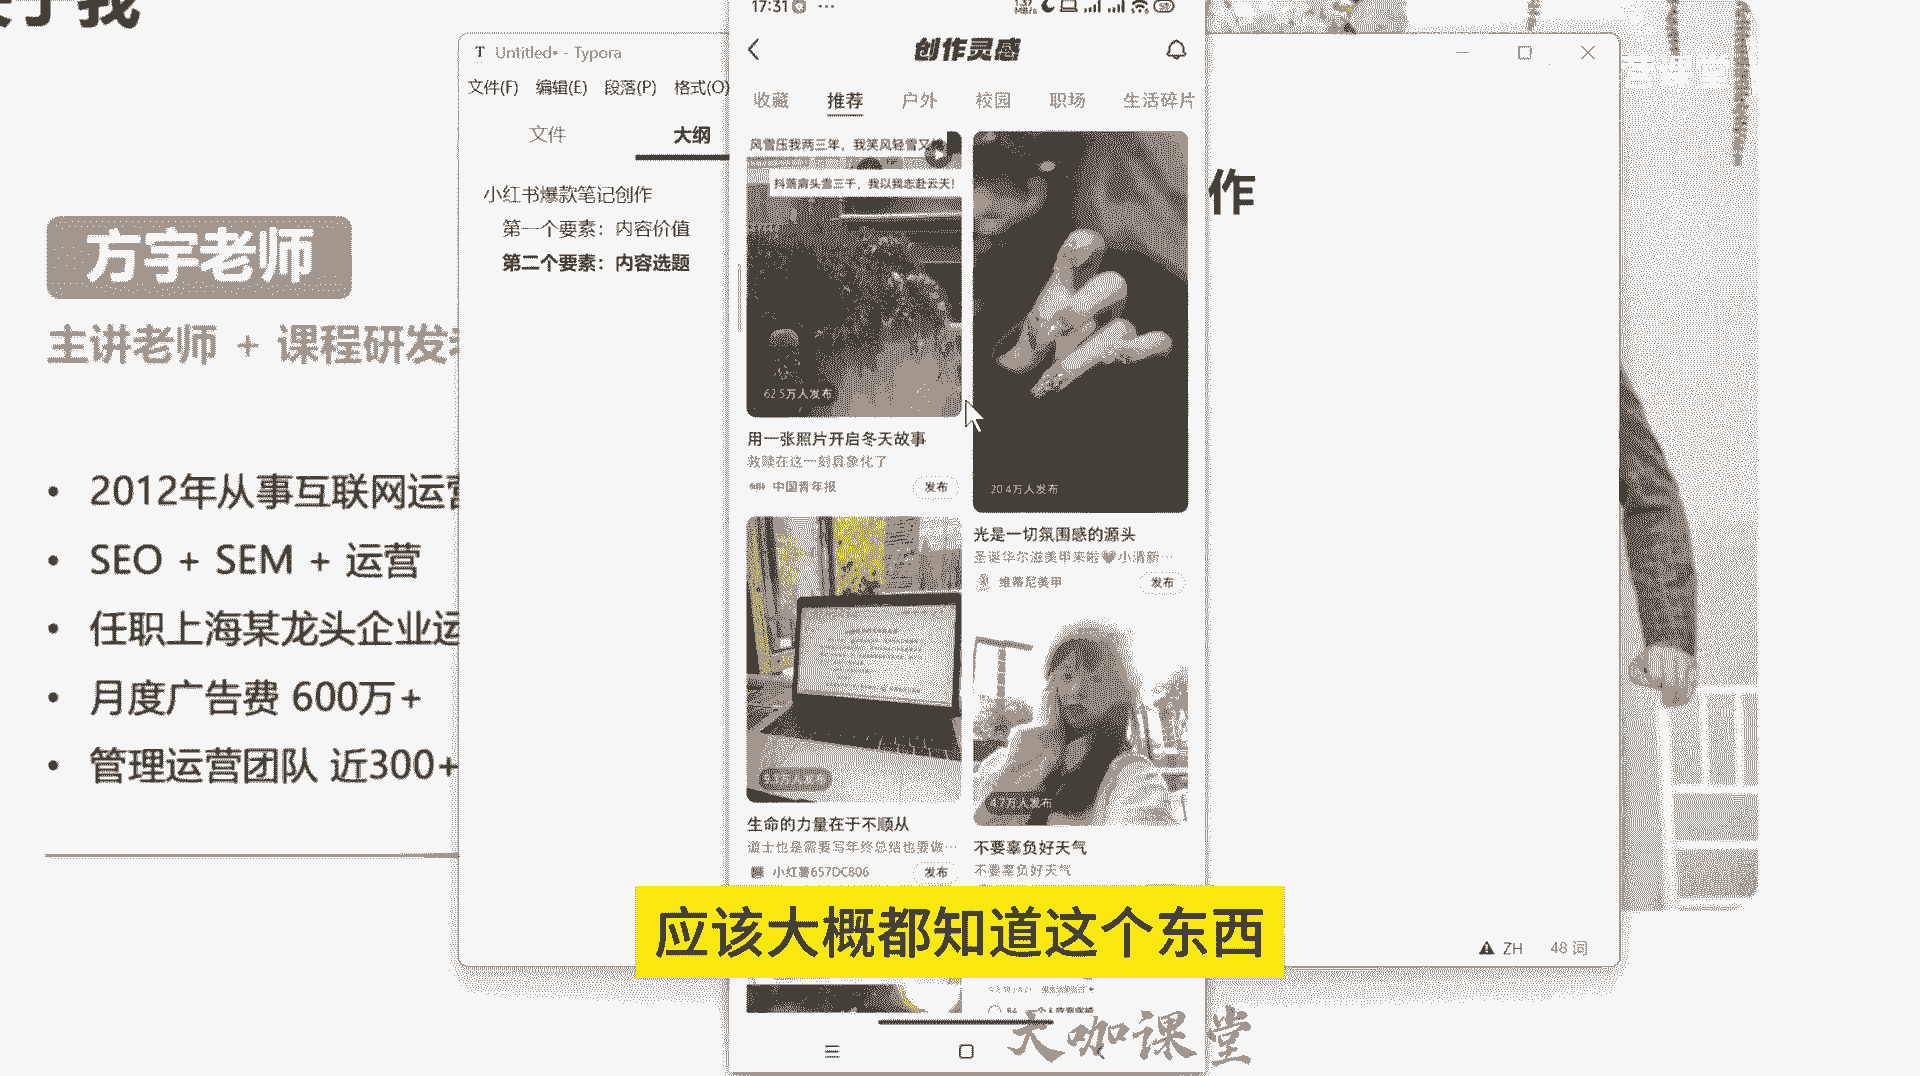 于我
方宇老师
主讲老师 + 课程研发
2012年从事互联网运营
SEO + SEM + 运营
任职上海某龙头企业运
月度广告费 600万+
管理运营团队 近300+
Untitled• - Typora
文件(F) 编辑(E) 段落(P) 格式(O)
文件 大纲
小红书爆款笔记创作
第一个要素：内容价值
第二个要素：内容选题
作
ZH 48 词
17:31
创作灵感
收藏 推荐 户外 校园 职场 生活碎片
风雪压我两三年，我笑风轻雪又
抖落肩头雪三千，我以我志赴云天！
62.5万人发布
用一张照片开启冬天故事
救赎在这一刻具象化了
中国青年报 发布
20.4万人发布
光是一切氛围感的源头
圣诞华尔滋美甲来啦🖤小清新…
维蒂尼美甲 发布
万人发布
生命的力量在于不顺从
道士也是需要写年终总结也要做…
小红薯657DC806 发布
4.7万人发布
不要辜负好天气
不要辜负好天气
应该大概都知道这个东西
大咖课堂